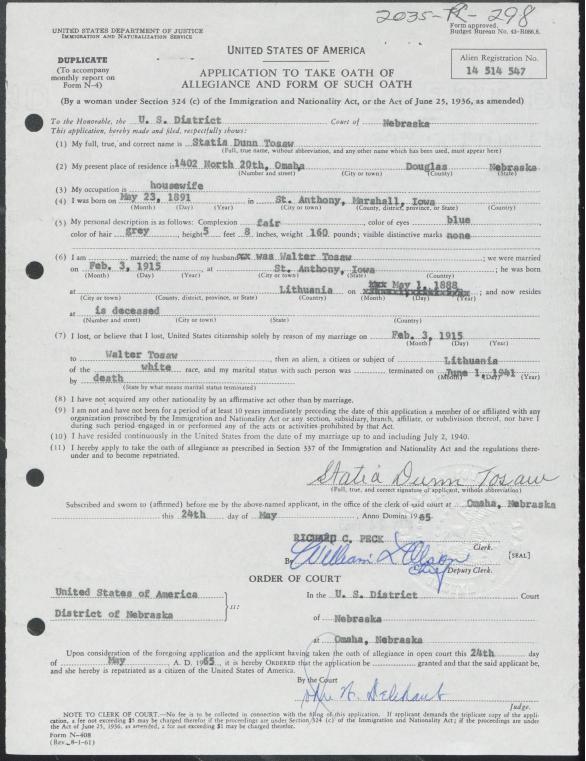 2035-R-298
UNITED STATES DEPARTMENT OF JUSTICE
IMMIGRATION AND NATURALIZATION SERVICE
Form approved.
Budget Bureau No. 43-R086.8.
UNITED STATES OF AMERICA
DUPLICATE
(To accompany
monthly report on
Form N-4)
APPLICATION TO TAKE OATH OF
ALLEGIANCE AND FORM OF SUCH OATH
Alien Registration No.
14 514 547
(By a woman under Section 324 (c) of the Immigration and Nationality Act, or the Act of June 25, 1936, as amended)
To the Honorable, the U. S. District Court of Nebraska
This application, hereby made and filed, respectfully shows:
(1) My full, true, and correct name is Statia Dunn Tosaw
(Full, true name, without abbreviation, and any other name which has been used, must appear here)
(2) My present place of residence is 1402 North 20th, Omaha Douglas Nebraska
(Number and street) (City or town) (County) (State)
(3) My occupation is housewife
(4) I was born on May 23, 1891 in St. Anthony, Marshall, Iowa
(Month) (Day) (Year) (City or town) (County, district, province, or State) (Country)
(5) My personal description is as follows: Complexion fair, color of eyes blue
color of hair grey, height 5 feet 8 inches, weight 160 pounds; visible distinctive marks none
(6) I am married; the name of my husband xxx was Walter Tosaw; we were married
on Feb. 3, 1915 at St. Anthony, Iowa; he was born
(Month) (Day) (Year) (City or town) (State) (Country)
at Lithuania on xxx May 1, 1888; and now resides
(City or town) (County, district, province, or State) (Country) (Month) (Day) (Year)
at is deceased
(Number and street) (City or town) (State) (Country)
(7) I lost, or believe that I lost, United States citizenship solely by reason of my marriage on Feb. 3, 1915
(Month) (Day) (Year)
to Walter Tosaw, then an alien, a citizen or subject of Lithuania
of the white race, and my marital status with such person was terminated on June 1, 1941
(Month) (Day) (Year)
by death
(State by what means marital status terminated)
(8) I have not acquired any other nationality by an affirmative act other than by marriage.
(9) I am not and have not been for a period of at least 10 years immediately preceding the date of this application a member of or affiliated with any
organization proscribed by the Immigration and Nationality Act or any section, subsidiary, branch, affiliate, or subdivision thereof, nor have I
during such period engaged in or performed any of the acts or activities prohibited by that Act.
(10) I have resided continuously in the United States from the date of my marriage up to and including July 2, 1940.
(11) I hereby apply to take the oath of allegiance as prescribed in Section 337 of the Immigration and Nationality Act and the regulations there-
under and to become repatriated.
Statia Dunn Tosaw
(Full, true, and correct signature of applicant, without abbreviation)
Subscribed and sworn to (affirmed) before me by the above-named applicant, in the office of the clerk of said court at Omaha, Nebraska
this 24th day of May, Anno Domini 1965
RICHARD C. PECK
Clerk.
By William L Olson
Chief Deputy Clerk.
[SEAL]
ORDER OF COURT
United States of America
District of Nebraska
ss:
In the U. S. District Court
of Nebraska
at Omaha, Nebraska
Upon consideration of the foregoing and the applicant having taken the oath of allegiance in open court this 24th day
of May, A. D. 1965, it is hereby ORDERED that the application be granted and that the said applicant be,
and she hereby is repatriated as a citizen of the United States of America.
By the Court
Judge.
NOTE TO CLERK OF COURT.—No fee is to be collected in connection with the filing of this application. If applicant demands the triplicate copy of the appli-
cation, a fee not exceeding $5 may be charged therefor if the proceedings are under Section 324 (c) of the Immigration and Nationality Act; if the proceedings are under
the Act of June 25, 1936, as amended, a fee not exceeding $1 may be charged therefor.
Form N-408
(Rev. 8-1-61)